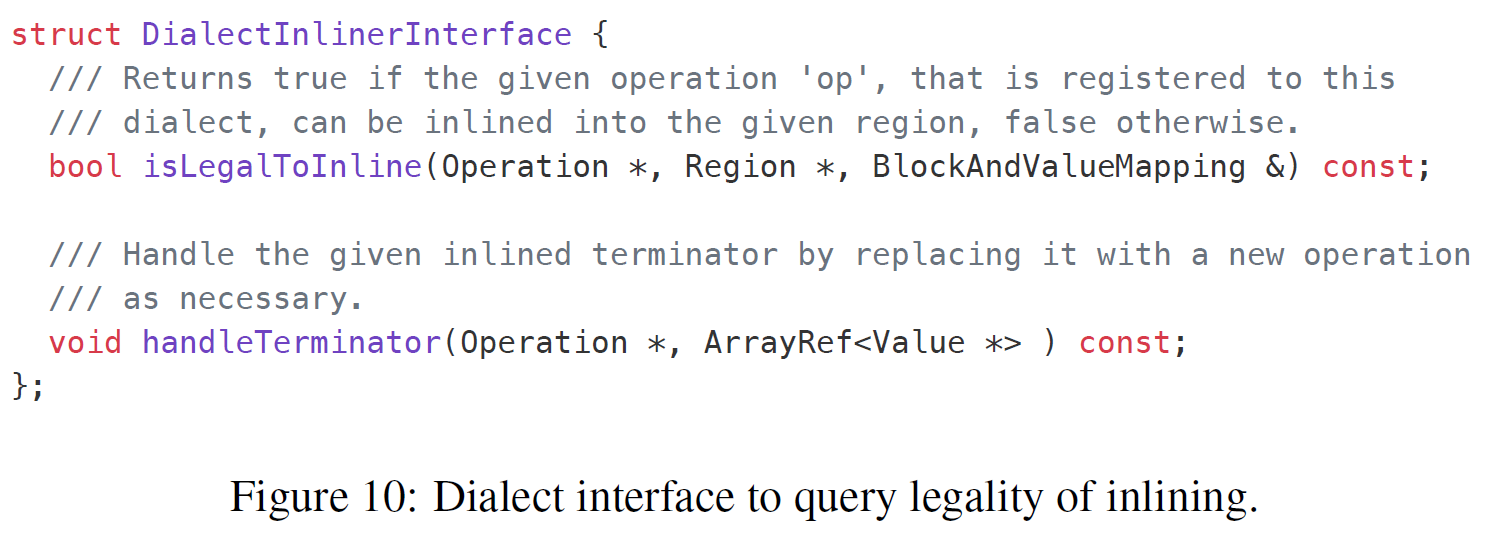 struct DialectInlinerInterface {
  /// Returns true if the given operation 'op', that is registered to this
  /// dialect, can be inlined into the given region, false otherwise.
  bool isLegalToInline(Operation *, Region *, BlockAndValueMapping &) const;

  /// Handle the given inlined terminator by replacing it with a new operation
  /// as necessary.
  void handleTerminator(Operation *, ArrayRef<Value *> ) const;
};
Figure 10: Dialect interface to query legality of inlining.